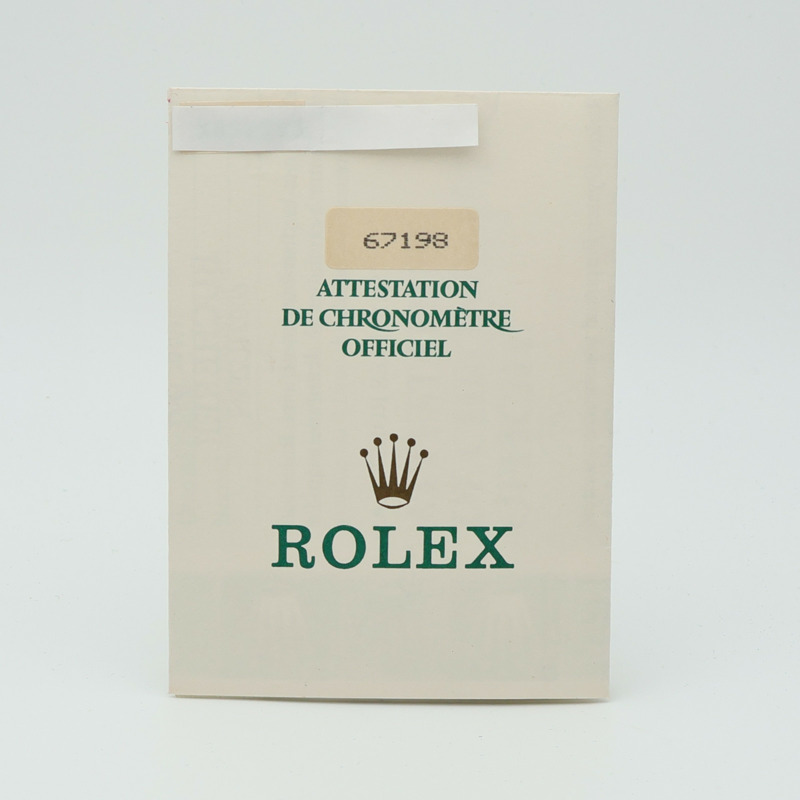 67198
ATTESTATION
DE CHRONOMÈTRE
OFFICIEL
ROLEX